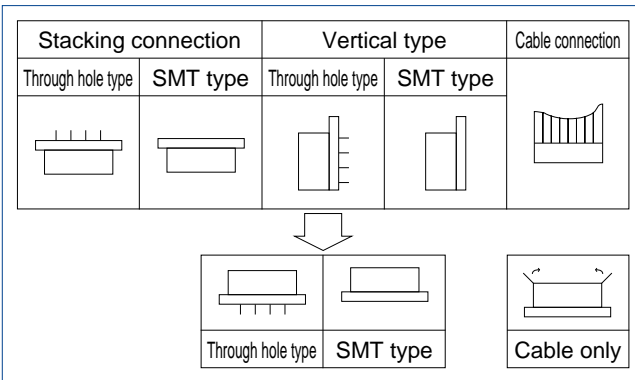 Stacking connection Vertical type Cable connection
Through hole type SMT type Through hole type SMT type
Through hole type SMT type Cable only